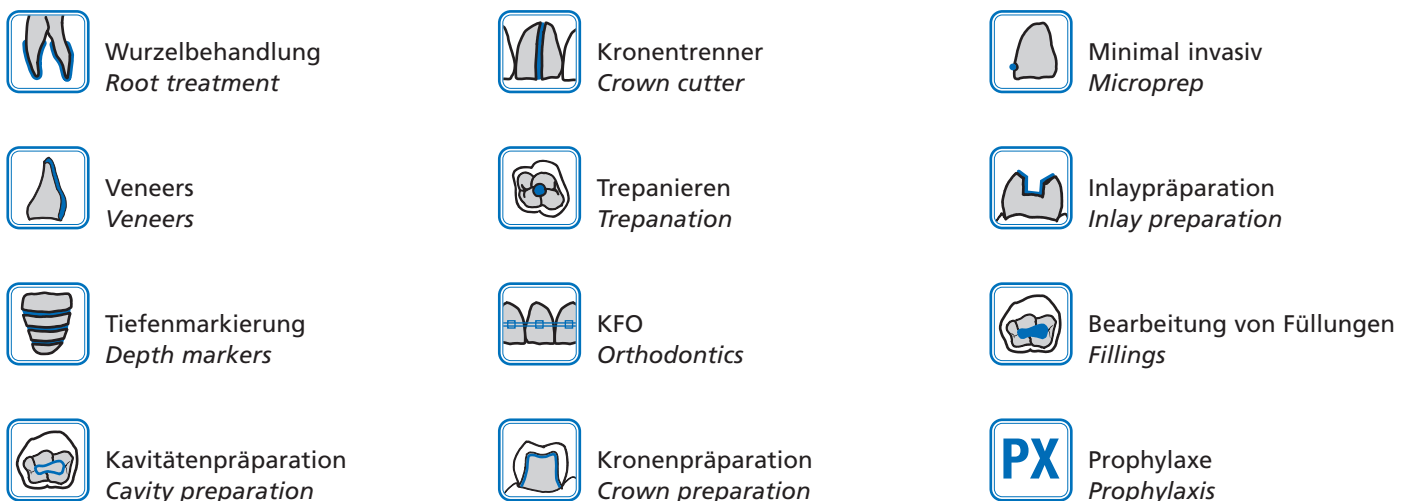 Wurzelbehandlung
Root treatment
Kronentrenner
Crown cutter
Minimal invasiv
Microprep
Veneers
Veneers
Trepanieren
Trepanation
Inlaypräparation
Inlay preparation
Tiefenmarkierung
Depth markers
KFO
Orthodontics
Bearbeitung von Füllungen
Fillings
Kavitätenpräparation
Cavity preparation
Kronenpräparation
Crown preparation
PX
Prophylaxe
Prophylaxis